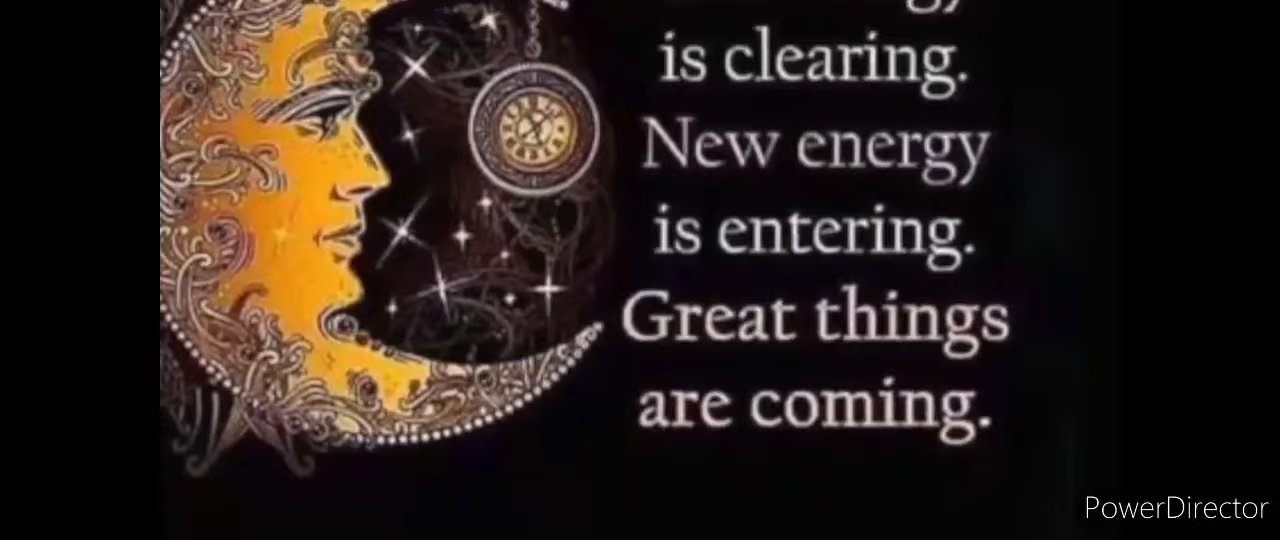 is clearing.
New energy
is entering.
Great things
are coming.
PowerDirector